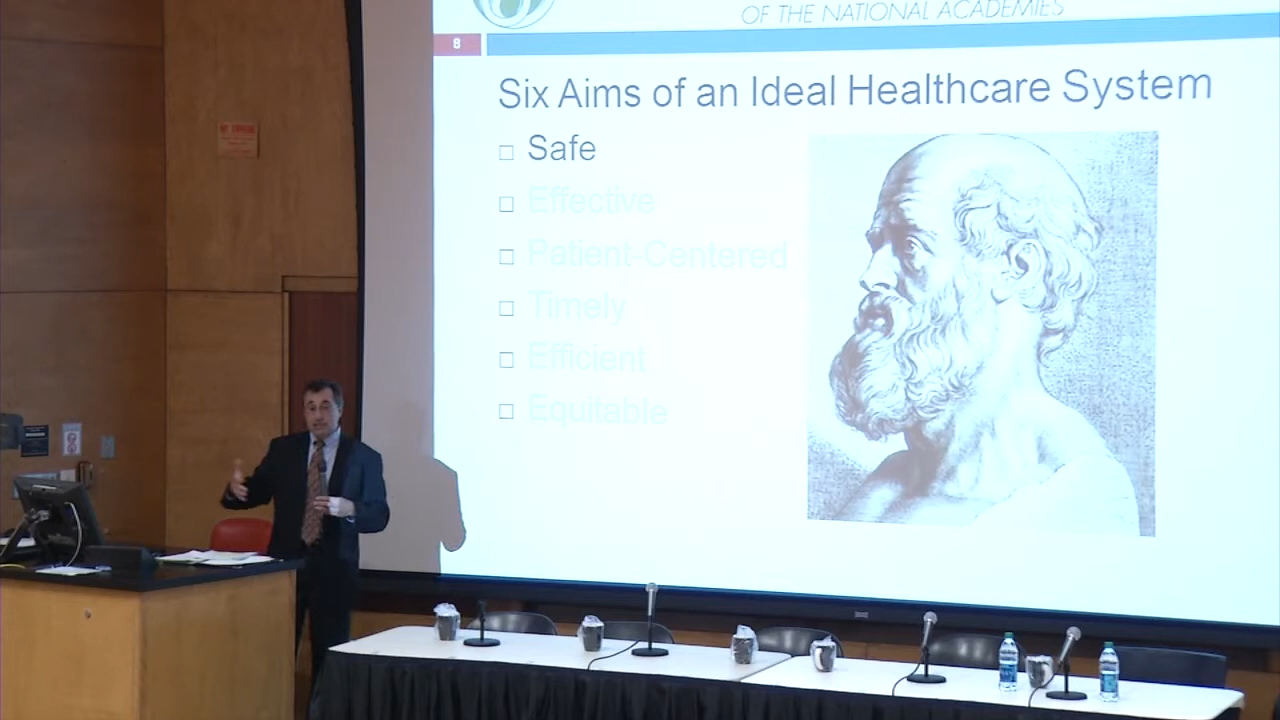 OF THE NATIONAL ACADEMIES
8
Six Aims of an Ideal Healthcare System
Safe
Effective
Patient-Centered
Timely
Efficient
Equitable